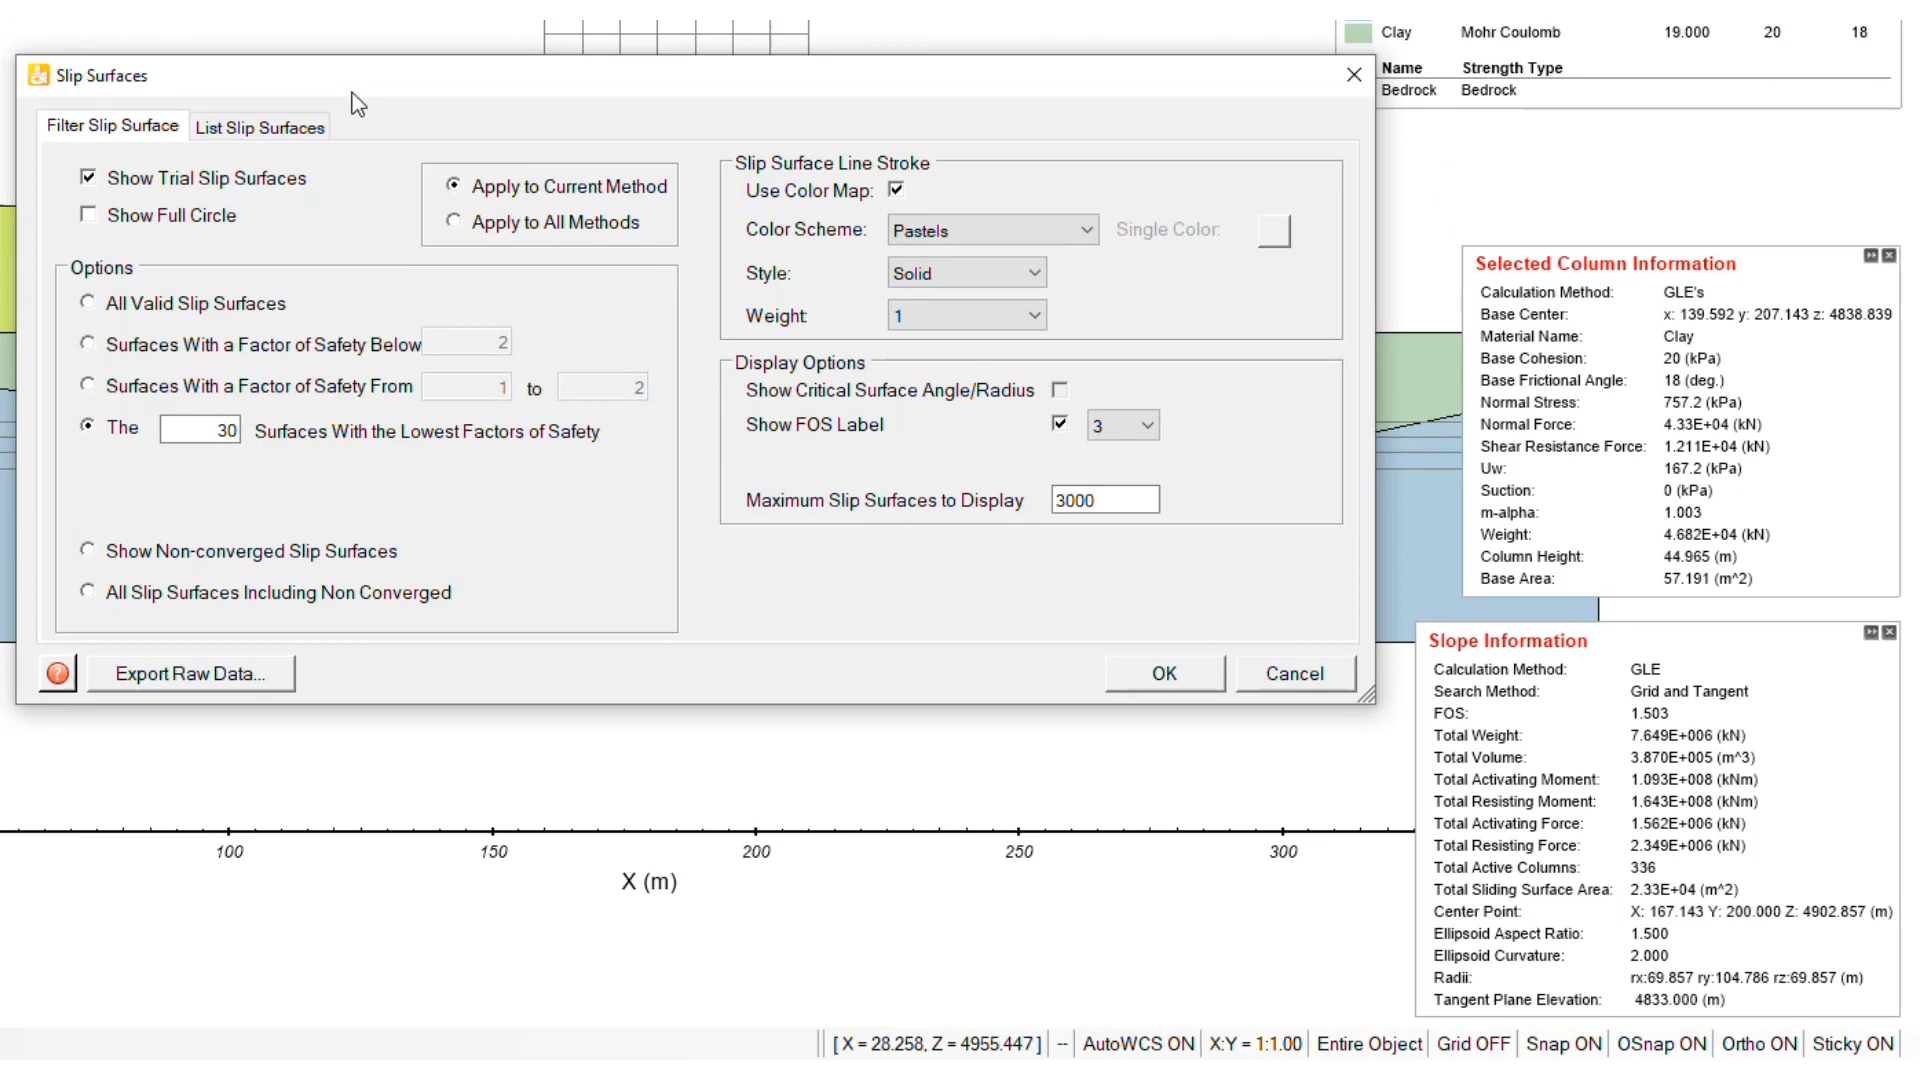 Clay Mohr Coulomb 19.000 20 18
Name Strength Type
Bedrock Bedrock
Slip Surfaces
Filter Slip Surface List Slip Surfaces
Show Trial Slip Surfaces
Show Full Circle
Apply to Current Method
Apply to All Methods
Options
All Valid Slip Surfaces
Surfaces With a Factor of Safety Below 2
Surfaces With a Factor of Safety From 1 to 2
The 30 Surfaces With the Lowest Factors of Safety
Show Non-converged Slip Surfaces
All Slip Surfaces Including Non Converged
Slip Surface Line Stroke
Use Color Map:
Color Scheme: Pastels Single Color:
Style: Solid
Weight: 1
Display Options
Show Critical Surface Angle/Radius
Show FOS Label 3
Maximum Slip Surfaces to Display 3000
? Export Raw Data... OK Cancel
Selected Column Information
Calculation Method: GLE's
Base Center: x: 139.592 y: 207.143 z: 4838.839
Material Name: Clay
Base Cohesion: 20 (kPa)
Base Frictional Angle: 18 (deg.)
Normal Stress: 757.2 (kPa)
Normal Force: 4.33E+04 (kN)
Shear Resistance Force: 1.211E+04 (kN)
Uw: 167.2 (kPa)
Suction: 0 (kPa)
m-alpha: 1.003
Weight: 4.682E+04 (kN)
Column Height: 44.965 (m)
Base Area: 57.191 (m^2)
Slope Information
Calculation Method: GLE
Search Method: Grid and Tangent
FOS: 1.503
Total Weight: 7.649E+006 (kN)
Total Volume: 3.870E+005 (m^3)
Total Activating Moment: 1.093E+008 (kNm)
Total Resisting Moment: 1.643E+008 (kNm)
Total Activating Force: 1.562E+006 (kN)
Total Resisting Force: 2.349E+006 (kN)
Total Active Columns: 336
Total Sliding Surface Area: 2.33E+04 (m^2)
Center Point: X: 167.143 Y: 200.000 Z: 4902.857 (m)
Ellipsoid Aspect Ratio: 1.500
Ellipsoid Curvature: 2.000
Radii: rx:69.857 ry:104.786 rz:69.857 (m)
Tangent Plane Elevation: 4833.000 (m)
100 150 200 250 300
X (m)
[ X = 28.258, Z = 4955.447 ] -- AutoWCS ON X:Y = 1:1.00 Entire Object Grid OFF Snap ON OSnap ON Ortho ON Sticky ON